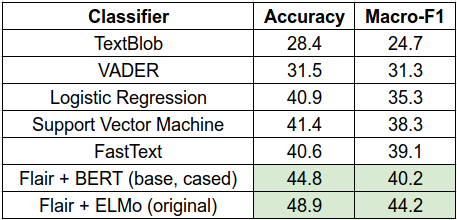 Classifier Accuracy Macro-F1
TextBlob 28.4 24.7
VADER 31.5 31.3
Logistic Regression 40.9 35.3
Support Vector Machine 41.4 38.3
FastText 40.6 39.1
Flair + BERT (base, cased) 44.8 40.2
Flair + ELMo (original) 48.9 44.2